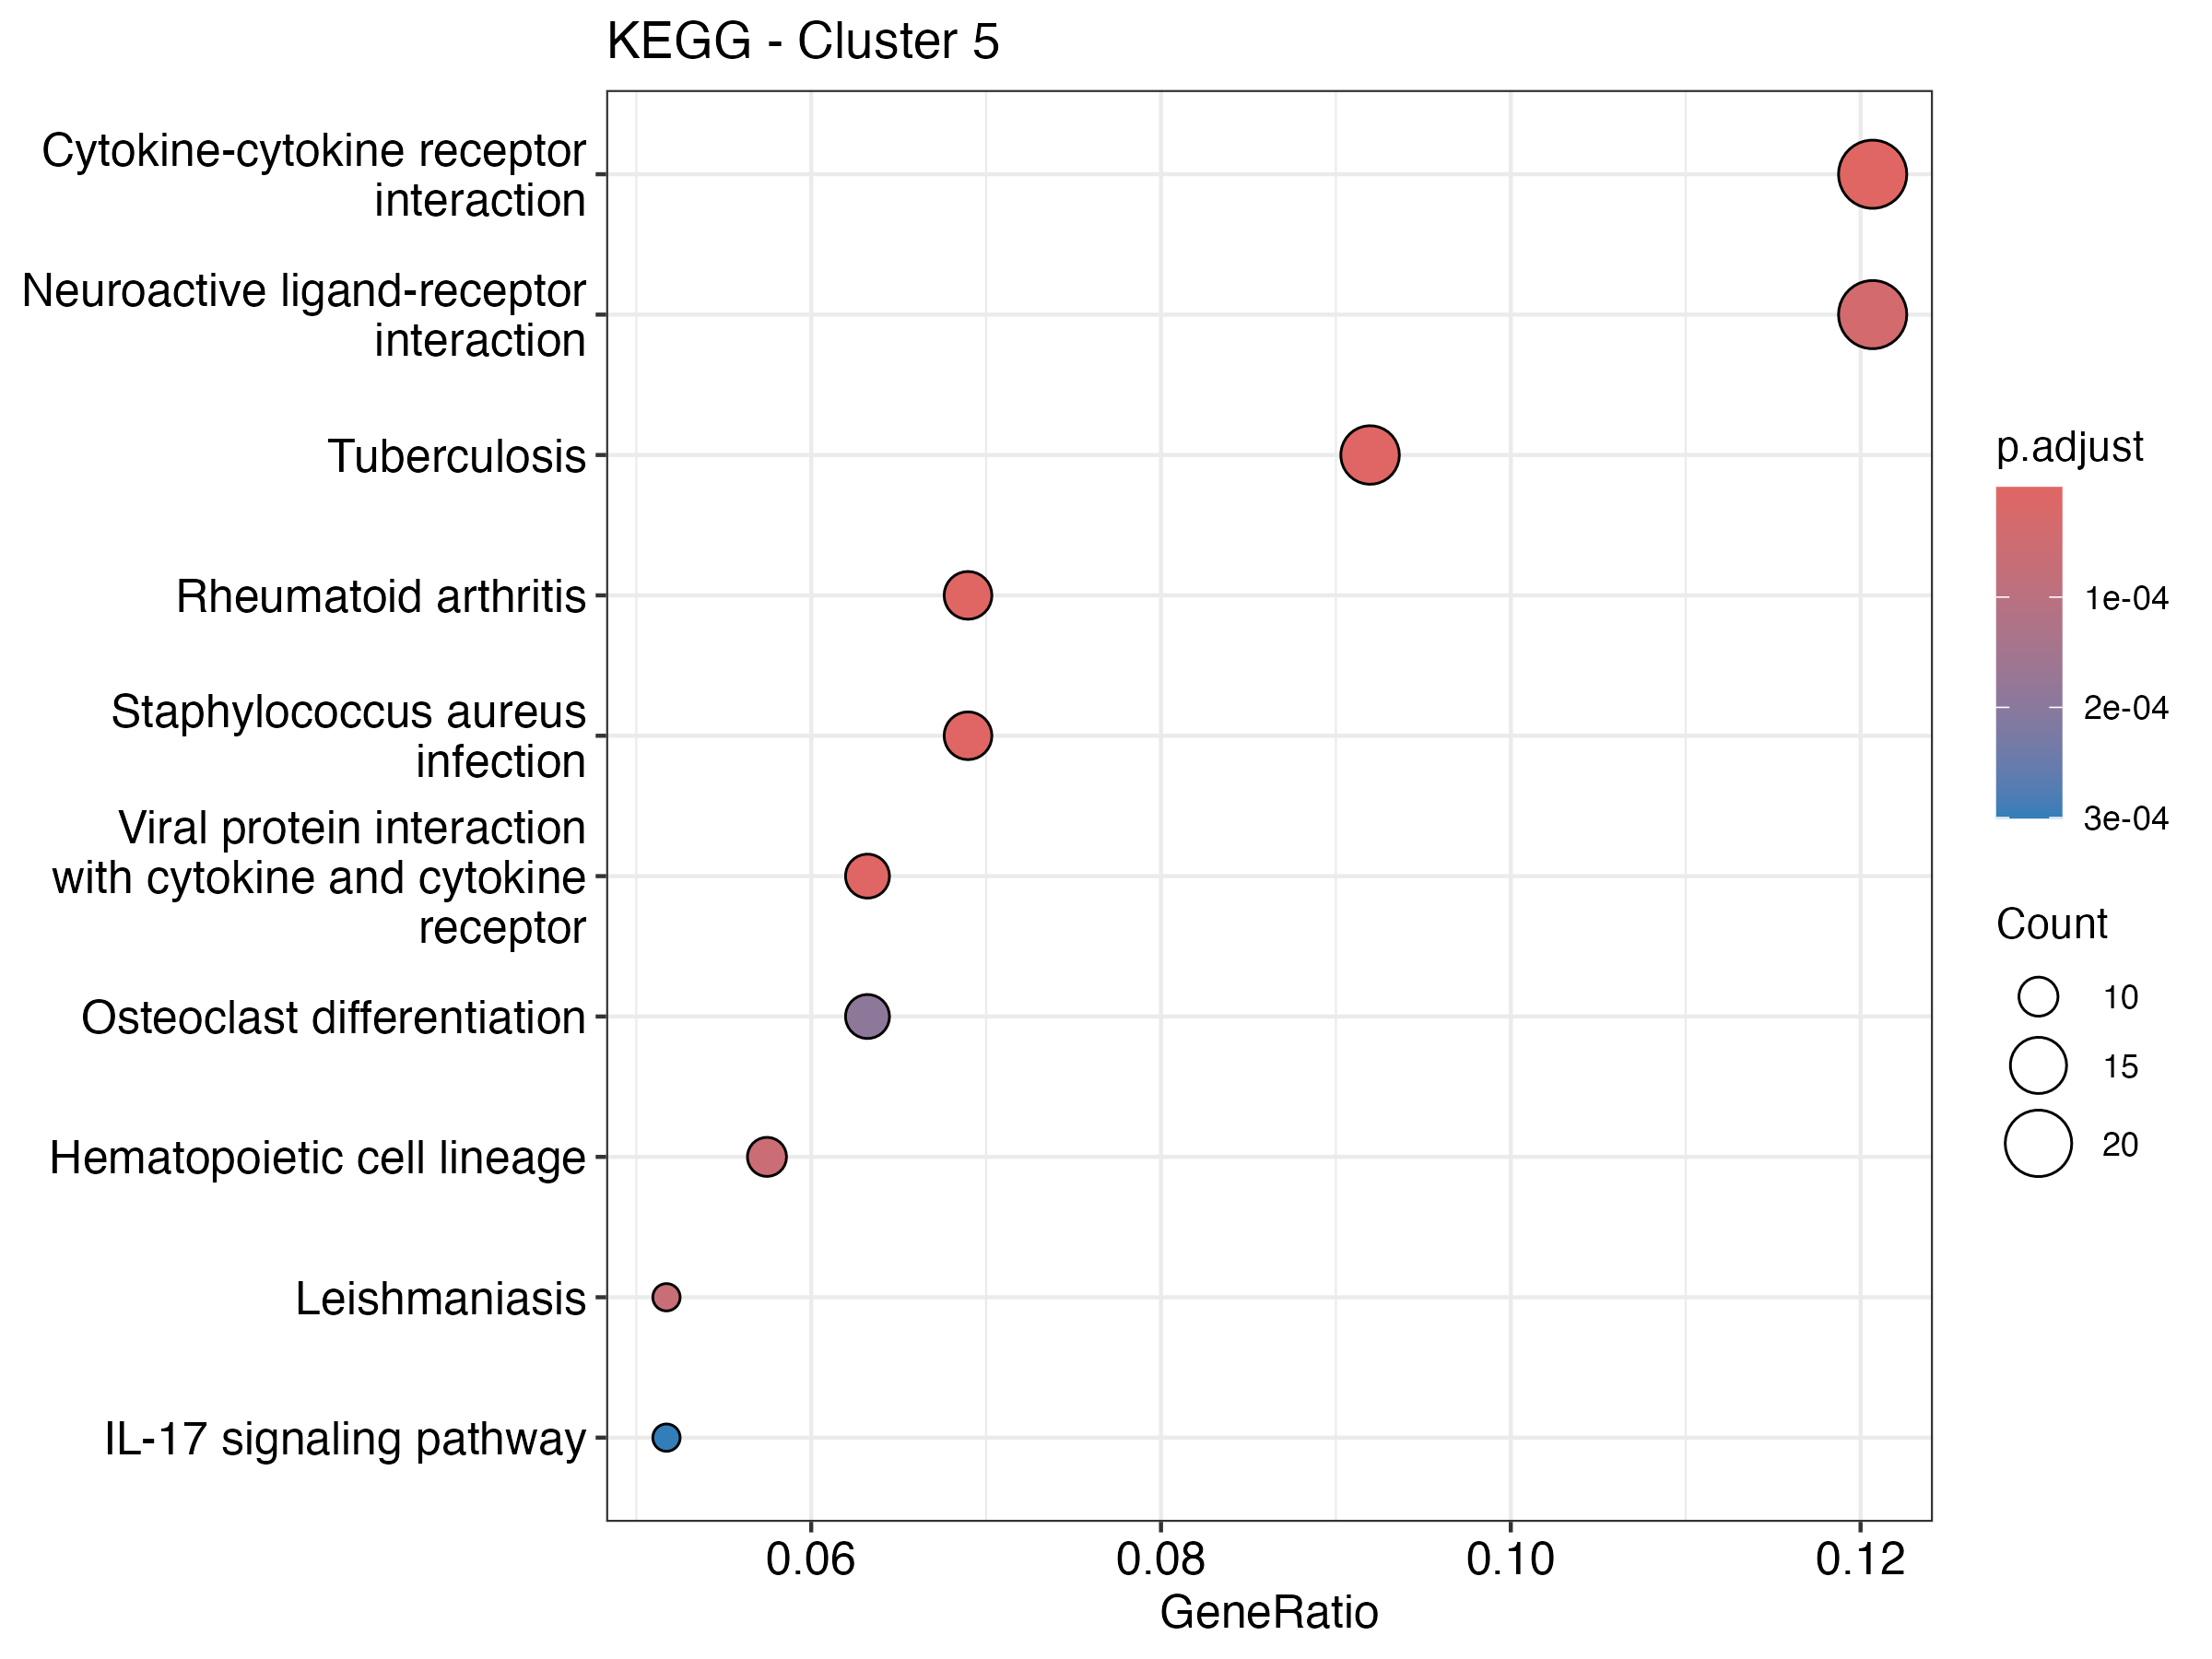 KEGG - Cluster 5
Cytokine-cytokine receptor
interaction
Neuroactive ligand-receptor
interaction
Tuberculosis
Rheumatoid arthritis
Staphylococcus aureus
infection
Viral protein interaction
with cytokine and cytokine
receptor
Osteoclast differentiation
Hematopoietic cell lineage
Leishmaniasis
IL-17 signaling pathway
0.06
0.08
0.10
0.12
GeneRatio
p.adjust
1e-04
2e-04
3e-04
Count
10
15
20